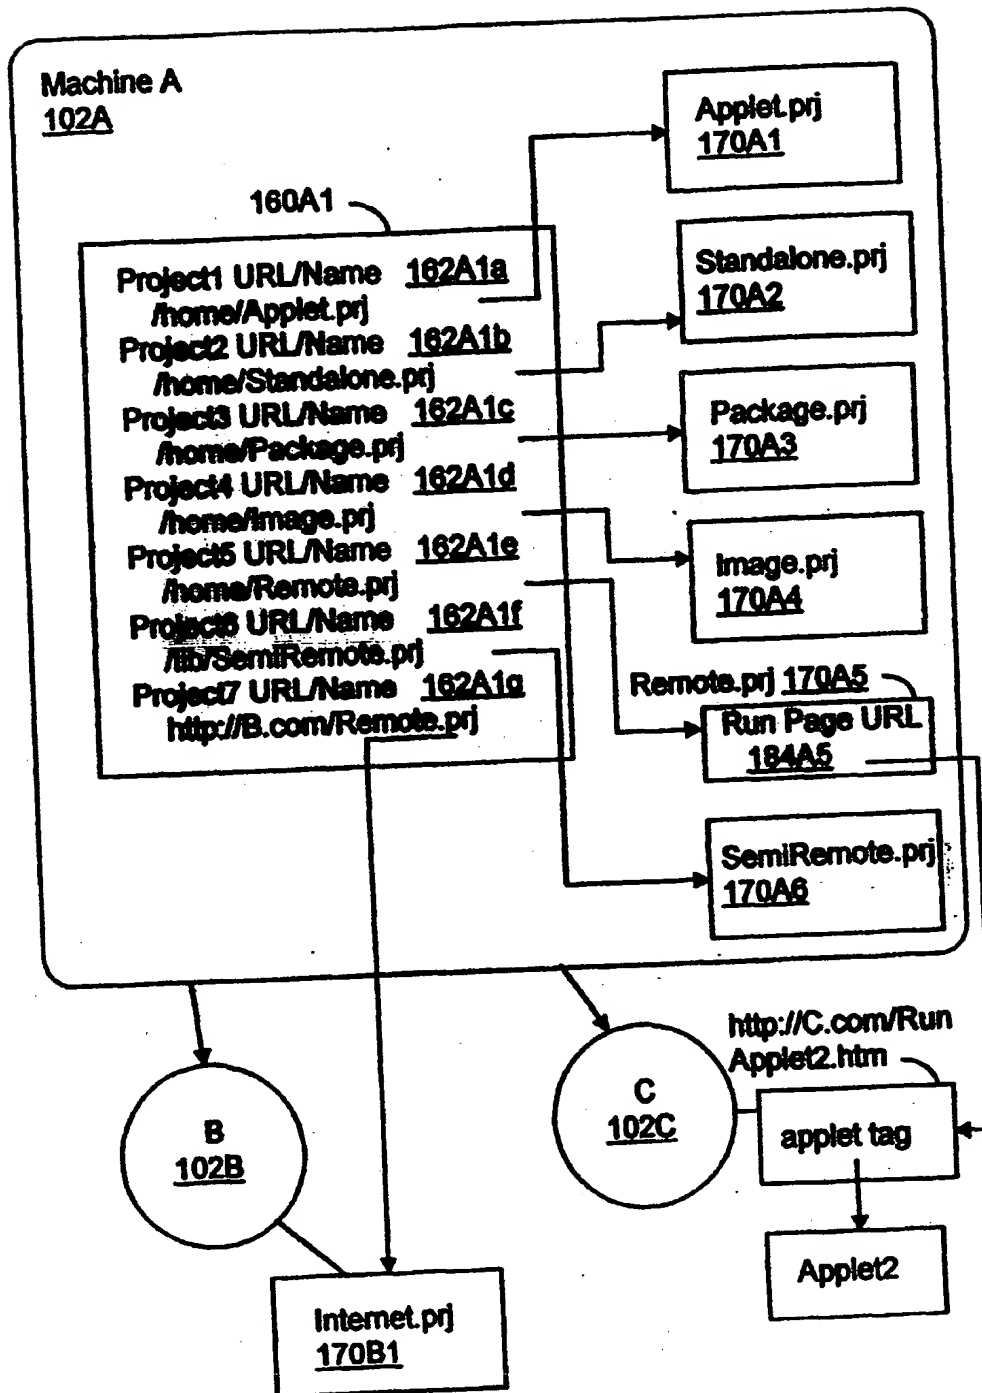 Machine A
102A
160A1
Project1 URL/Name 162A1a
/home/Applet.prj
Project2 URL/Name 162A1b
/home/Standalone.prj
Project3 URL/Name 162A1c
/home/Package.prj
Project4 URL/Name 162A1d
/home/Image.prj
Project5 URL/Name 162A1e
/home/Remote.prj
Project6 URL/Name 162A1f
/lib/SemiRemote.prj
Project7 URL/Name 162A1g
http://B.com/Remote.prj
Applet.prj
170A1
Standalone.prj
170A2
Package.prj
170A3
Image.prj
170A4
Remote.prj 170A5
Run Page URL
184A5
SemiRemote.prj
170A6
B
102B
C
102C
http://C.com/Run
Applet2.htm
applet tag
Applet2
Internet.prj
170B1